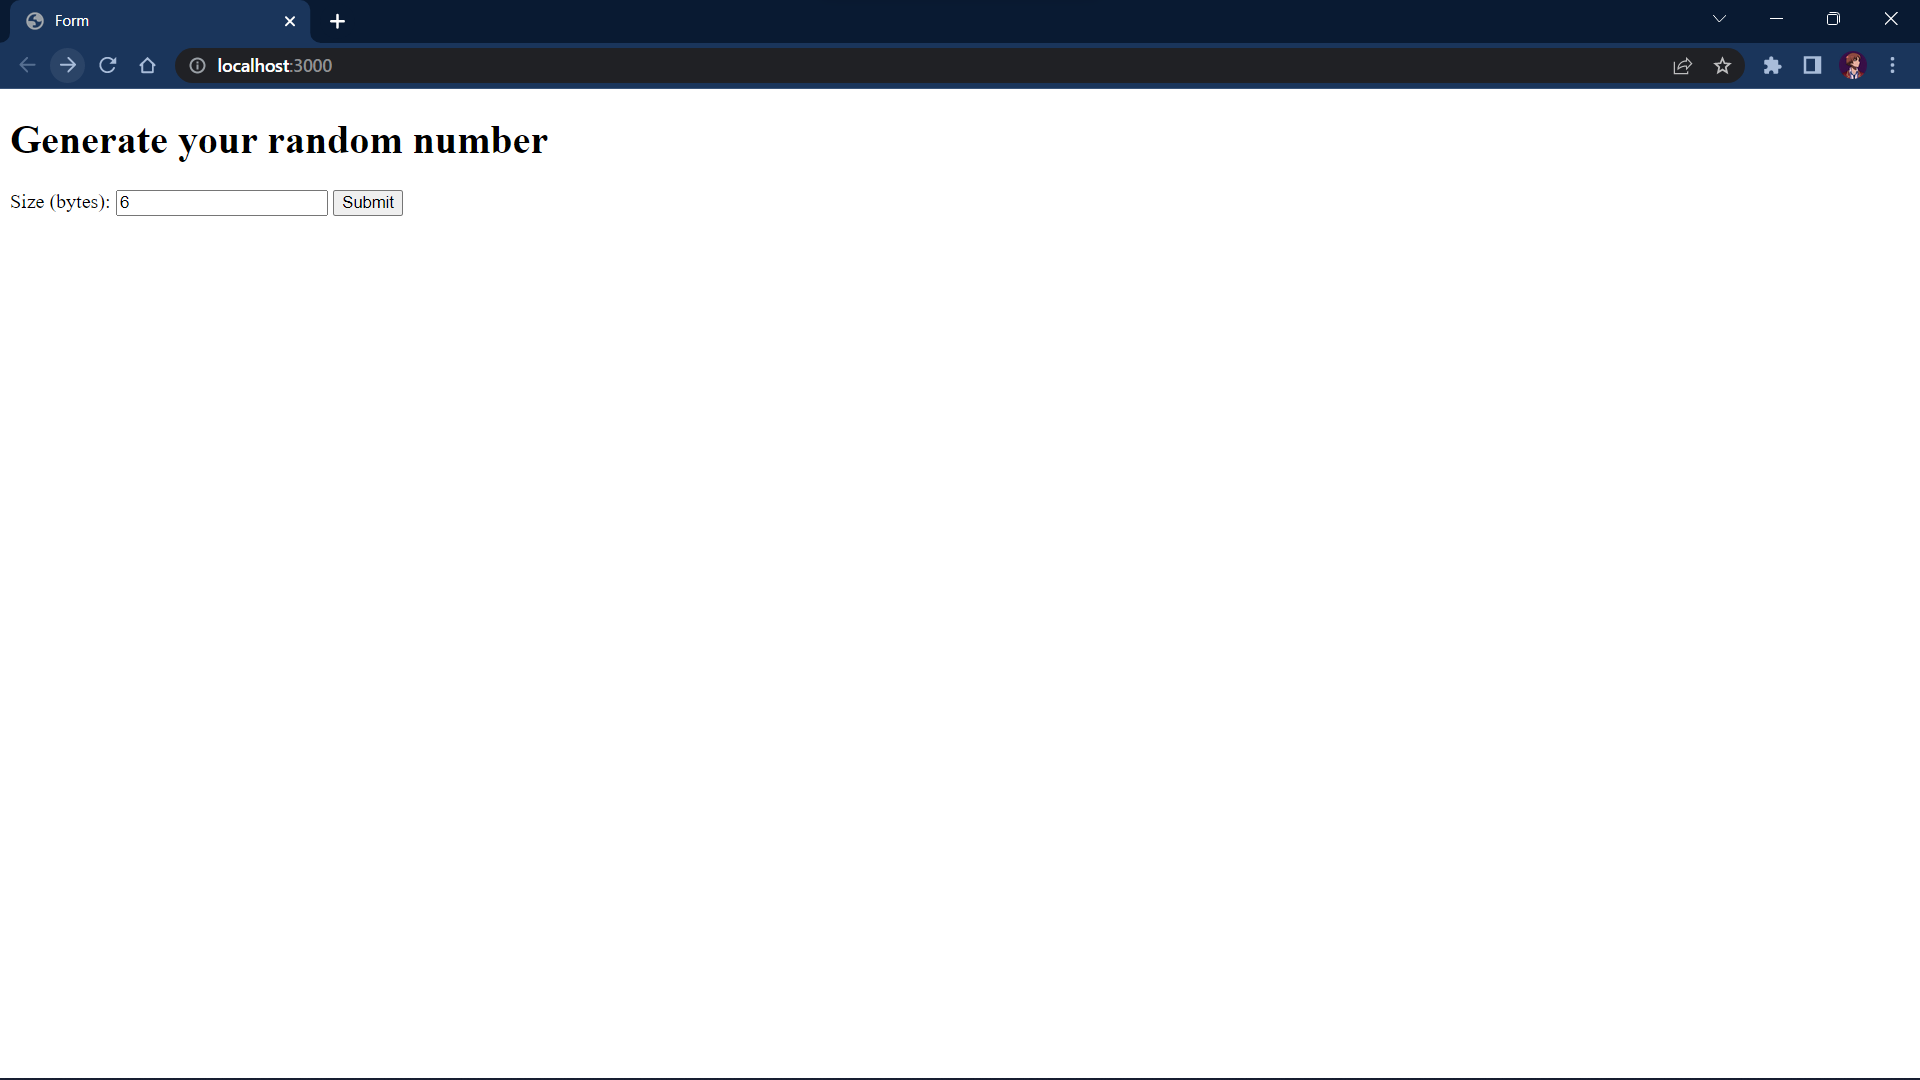 Form
localhost:3000
Generate your random number
Size (bytes): 6 Submit